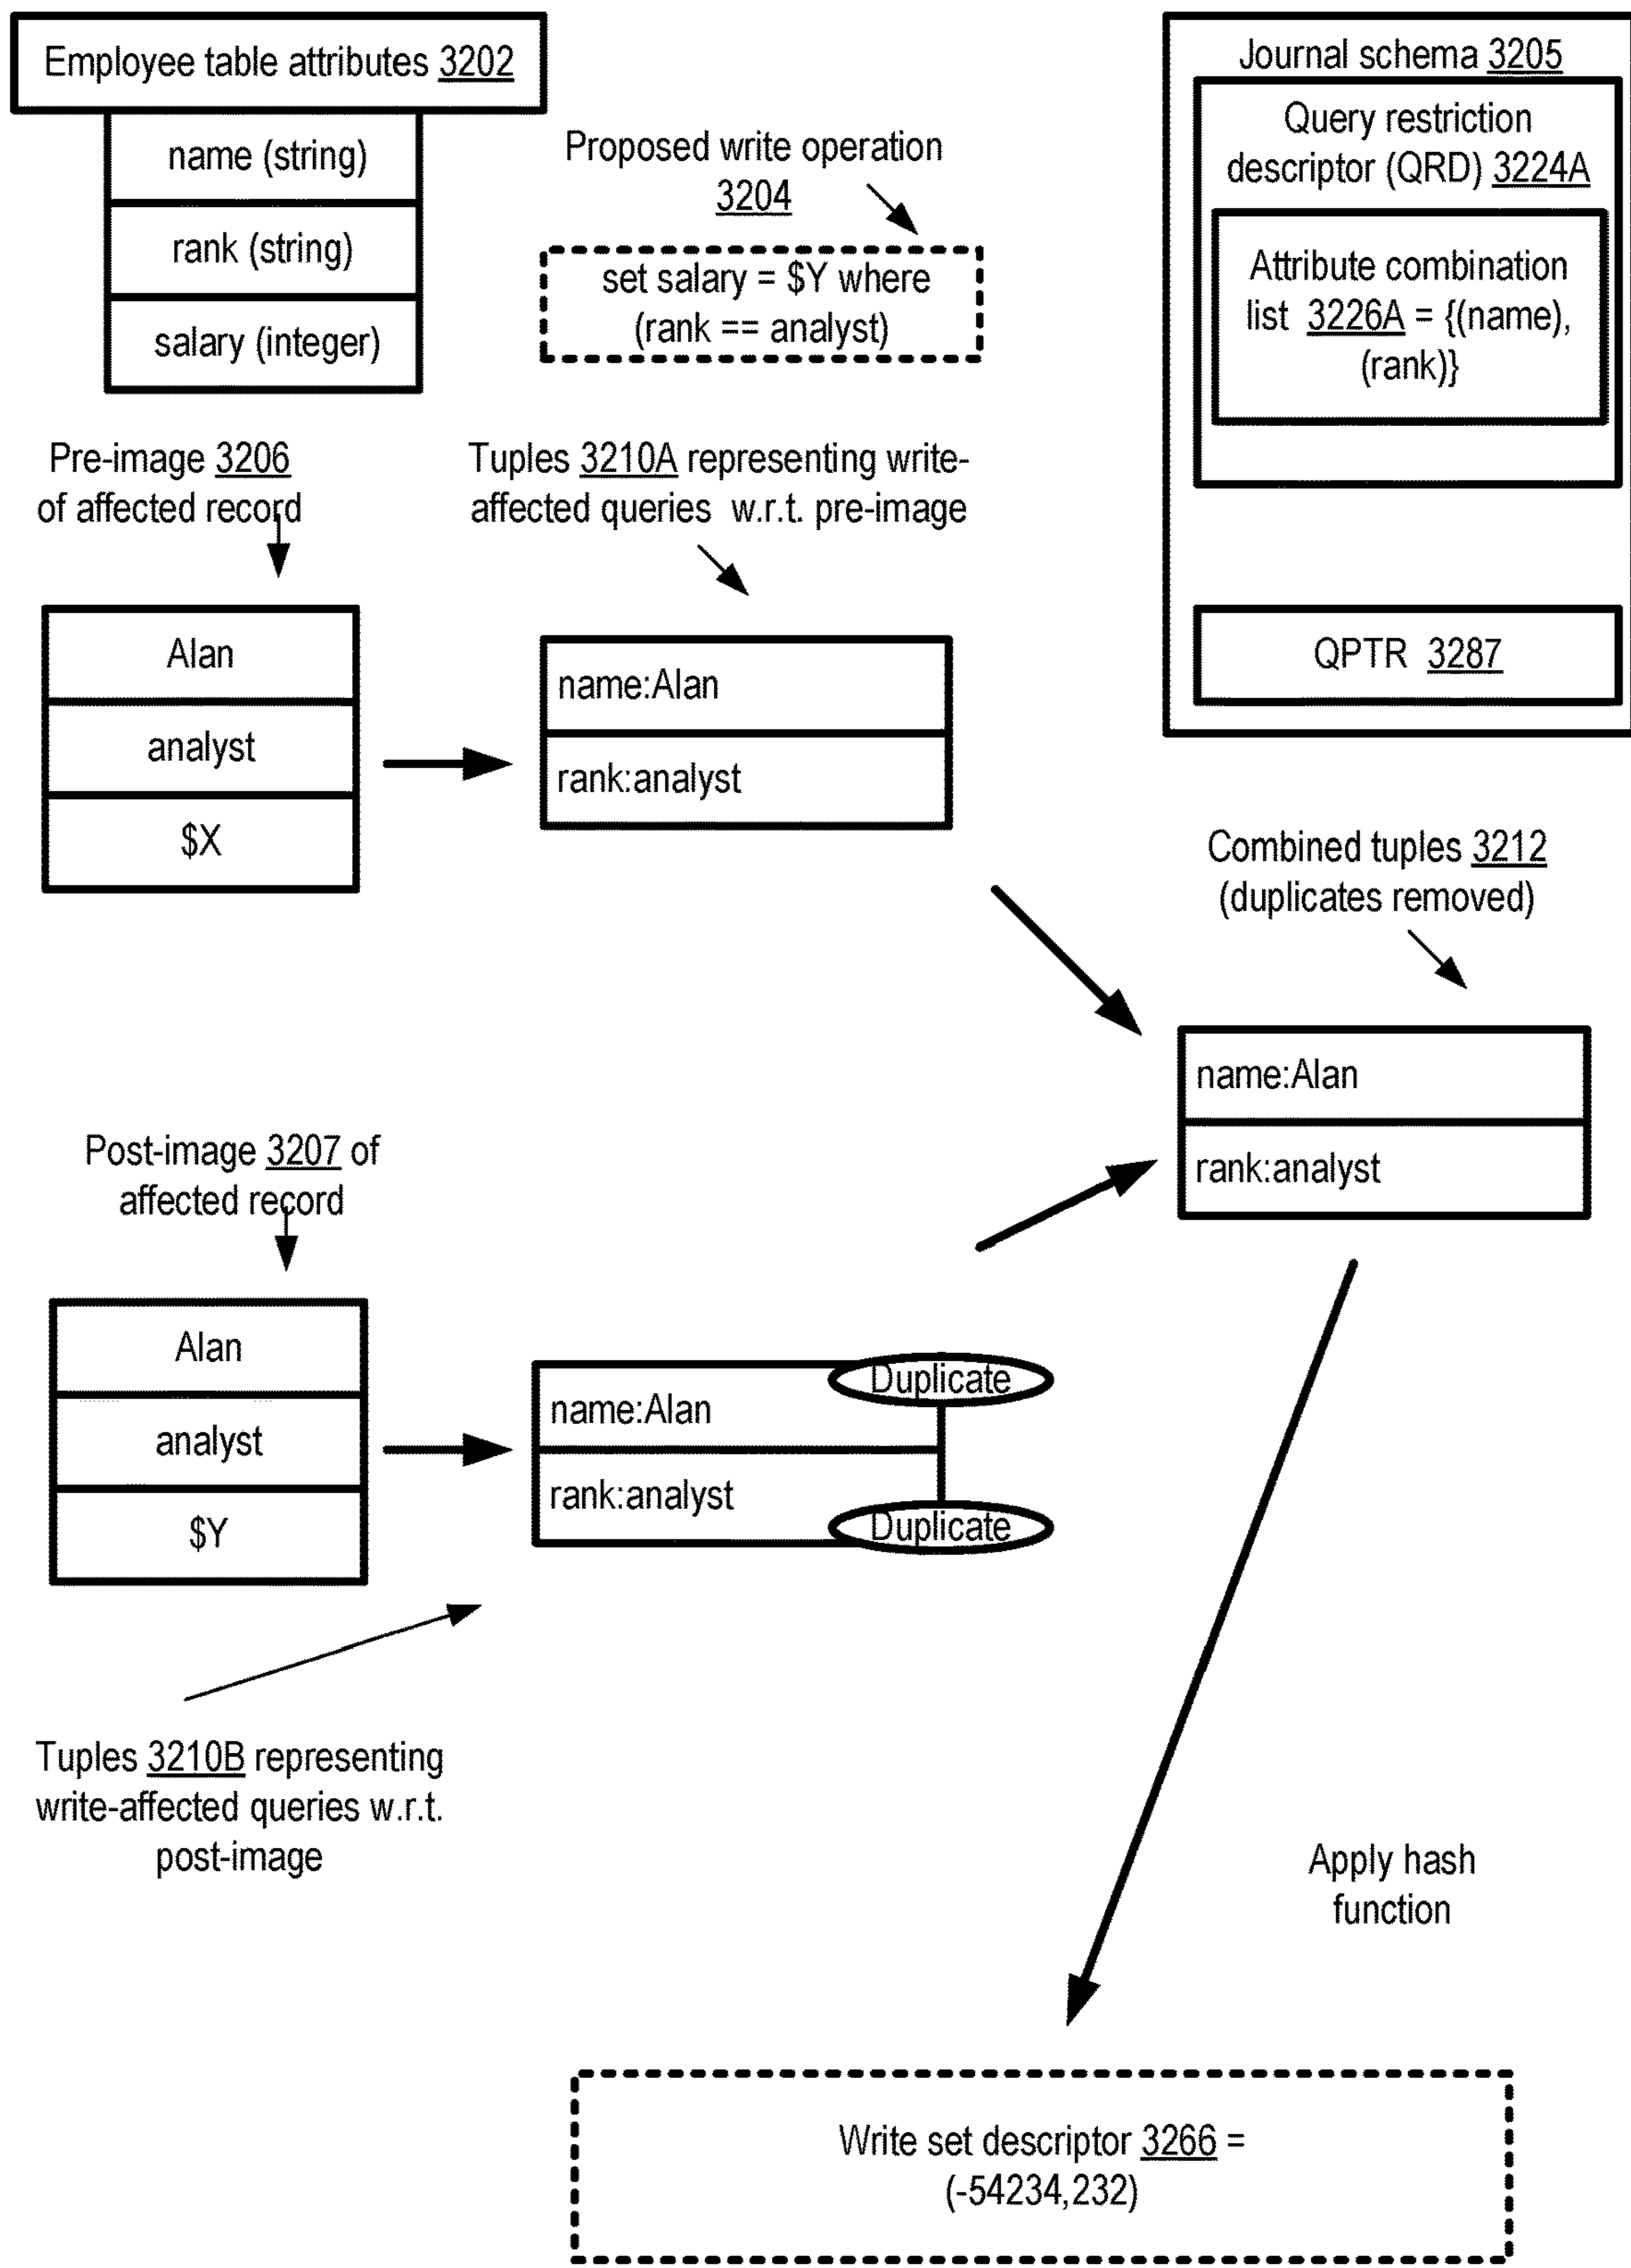 Employee table attributes 3202
name (string)
rank (string)
salary (integer)
Proposed write operation
3204
set salary = $Y where
(rank == analyst)
Journal schema 3205
Query restriction
descriptor (QRD) 3224A
Attribute combination
list 3226A = {(name),
(rank)}
QPTR 3287
Pre-image 3206
of affected record
Alan
analyst
$X
Tuples 3210A representing write-
affected queries w.r.t. pre-image
name:Alan
rank:analyst
Combined tuples 3212
(duplicates removed)
name:Alan
rank:analyst
Post-image 3207 of
affected record
Alan
analyst
$Y
Duplicate
name:Alan
rank:analyst
Duplicate
Tuples 3210B representing
write-affected queries w.r.t.
post-image
Apply hash
function
Write set descriptor 3266 =
(-54234,232)